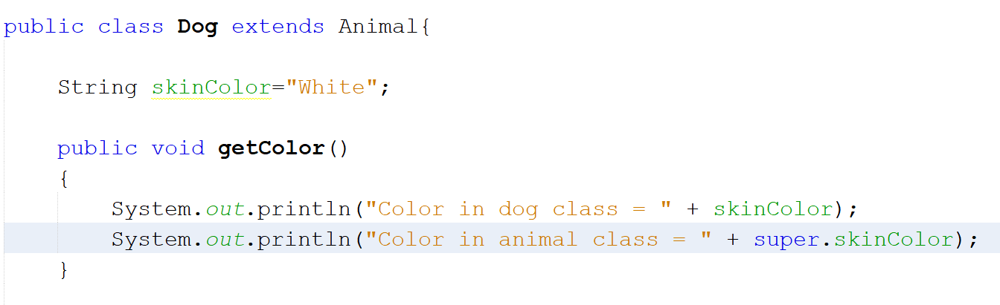 public class Dog extends Animal{
String skinColor="White";
public void getColor()
{
System.out.println("Color in dog class = " + skinColor);
System.out.println("Color in animal class = " + super.skinColor);
}